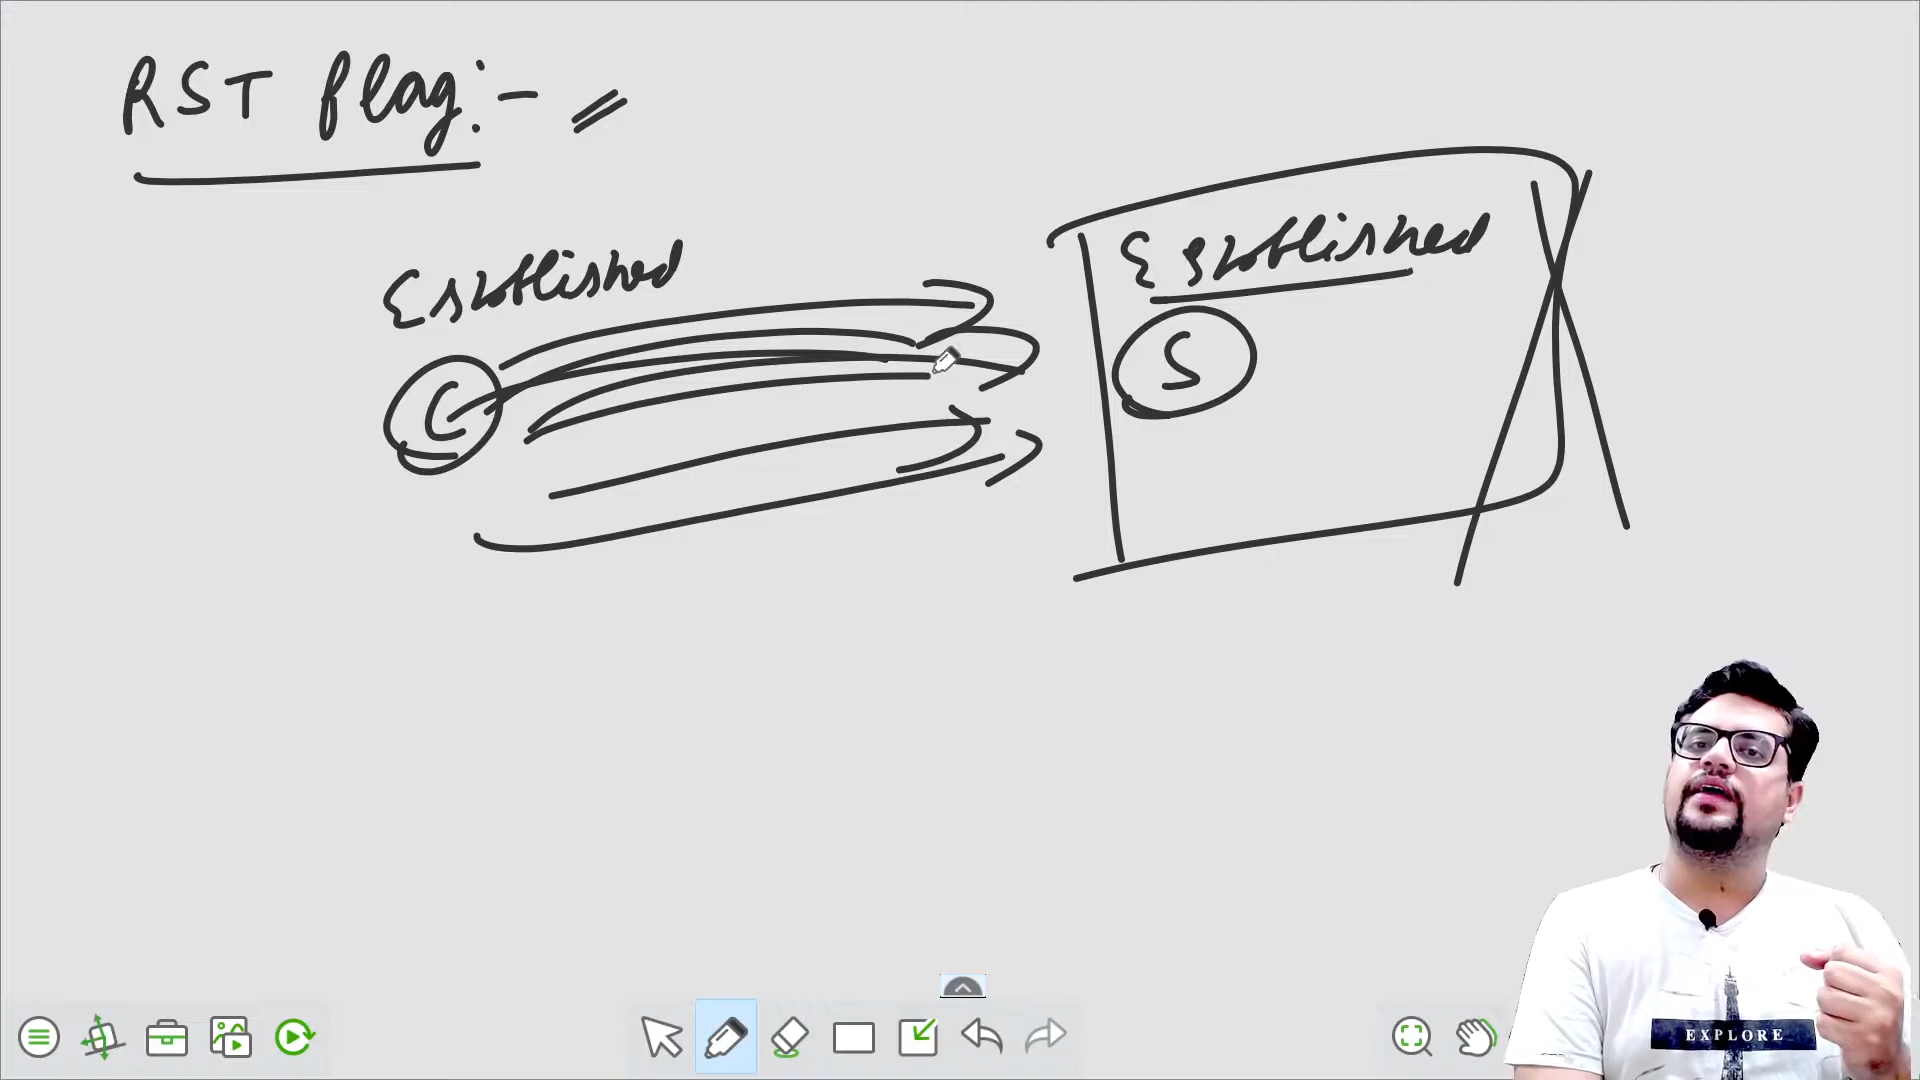 RST flag:-
Established
Established
C
S
EXPLORE